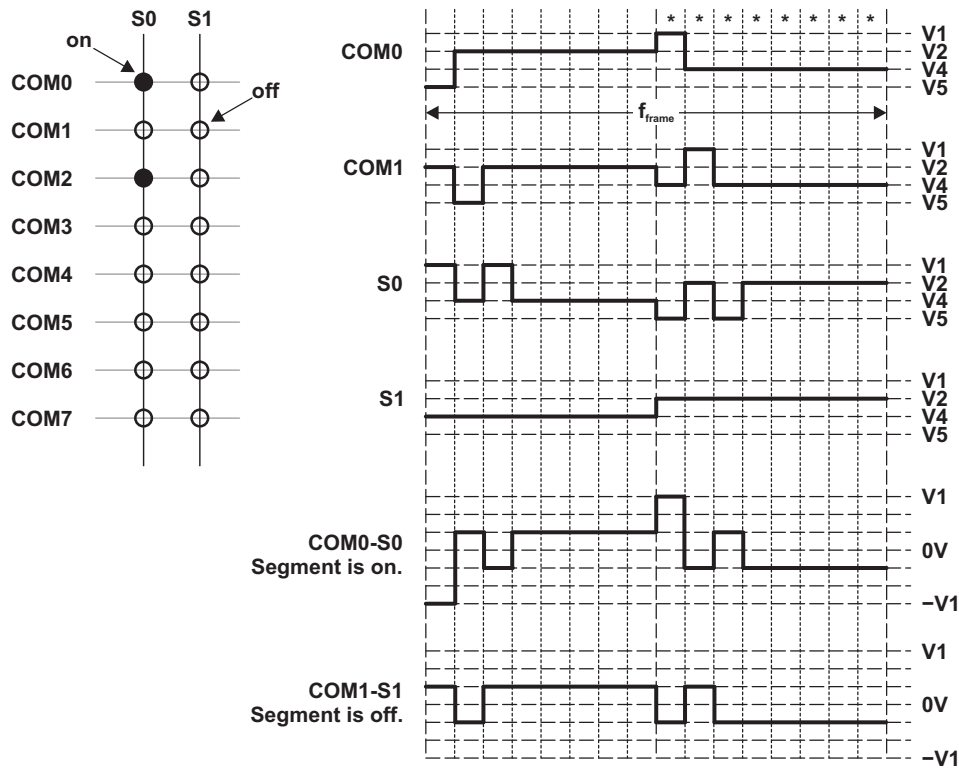 S0 S1
on
off
COM0
COM1
COM2
COM3
COM4
COM5
COM6
COM7
* * * * * * * *
COM0
V1
V2
V4
V5
fframe
COM1
V1
V2
V4
V5
S0
V1
V2
V4
V5
S1
V1
V2
V4
V5
COM0-S0
Segment is on.
V1
0V
−V1
COM1-S1
Segment is off.
V1
0V
−V1